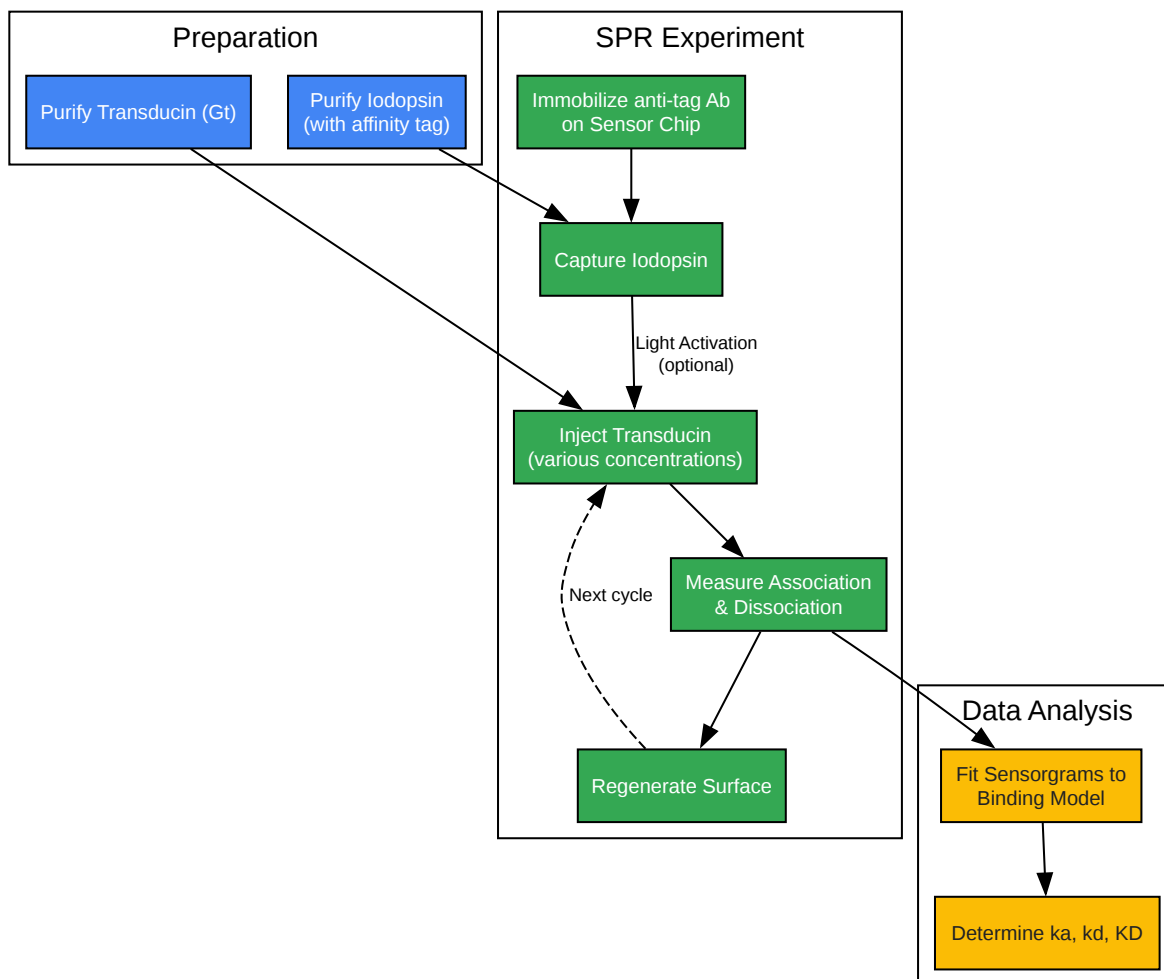 Preparation
Purify Transducin (Gt)
Purify Iodopsin
(with affinity tag)
SPR Experiment
Immobilize anti-tag Ab
on Sensor Chip
Capture Iodopsin
Light Activation
(optional)
Inject Transducin
(various concentrations)
Measure Association
& Dissociation
Next cycle
Regenerate Surface
Data Analysis
Fit Sensorgrams to
Binding Model
Determine ka, kd, KD